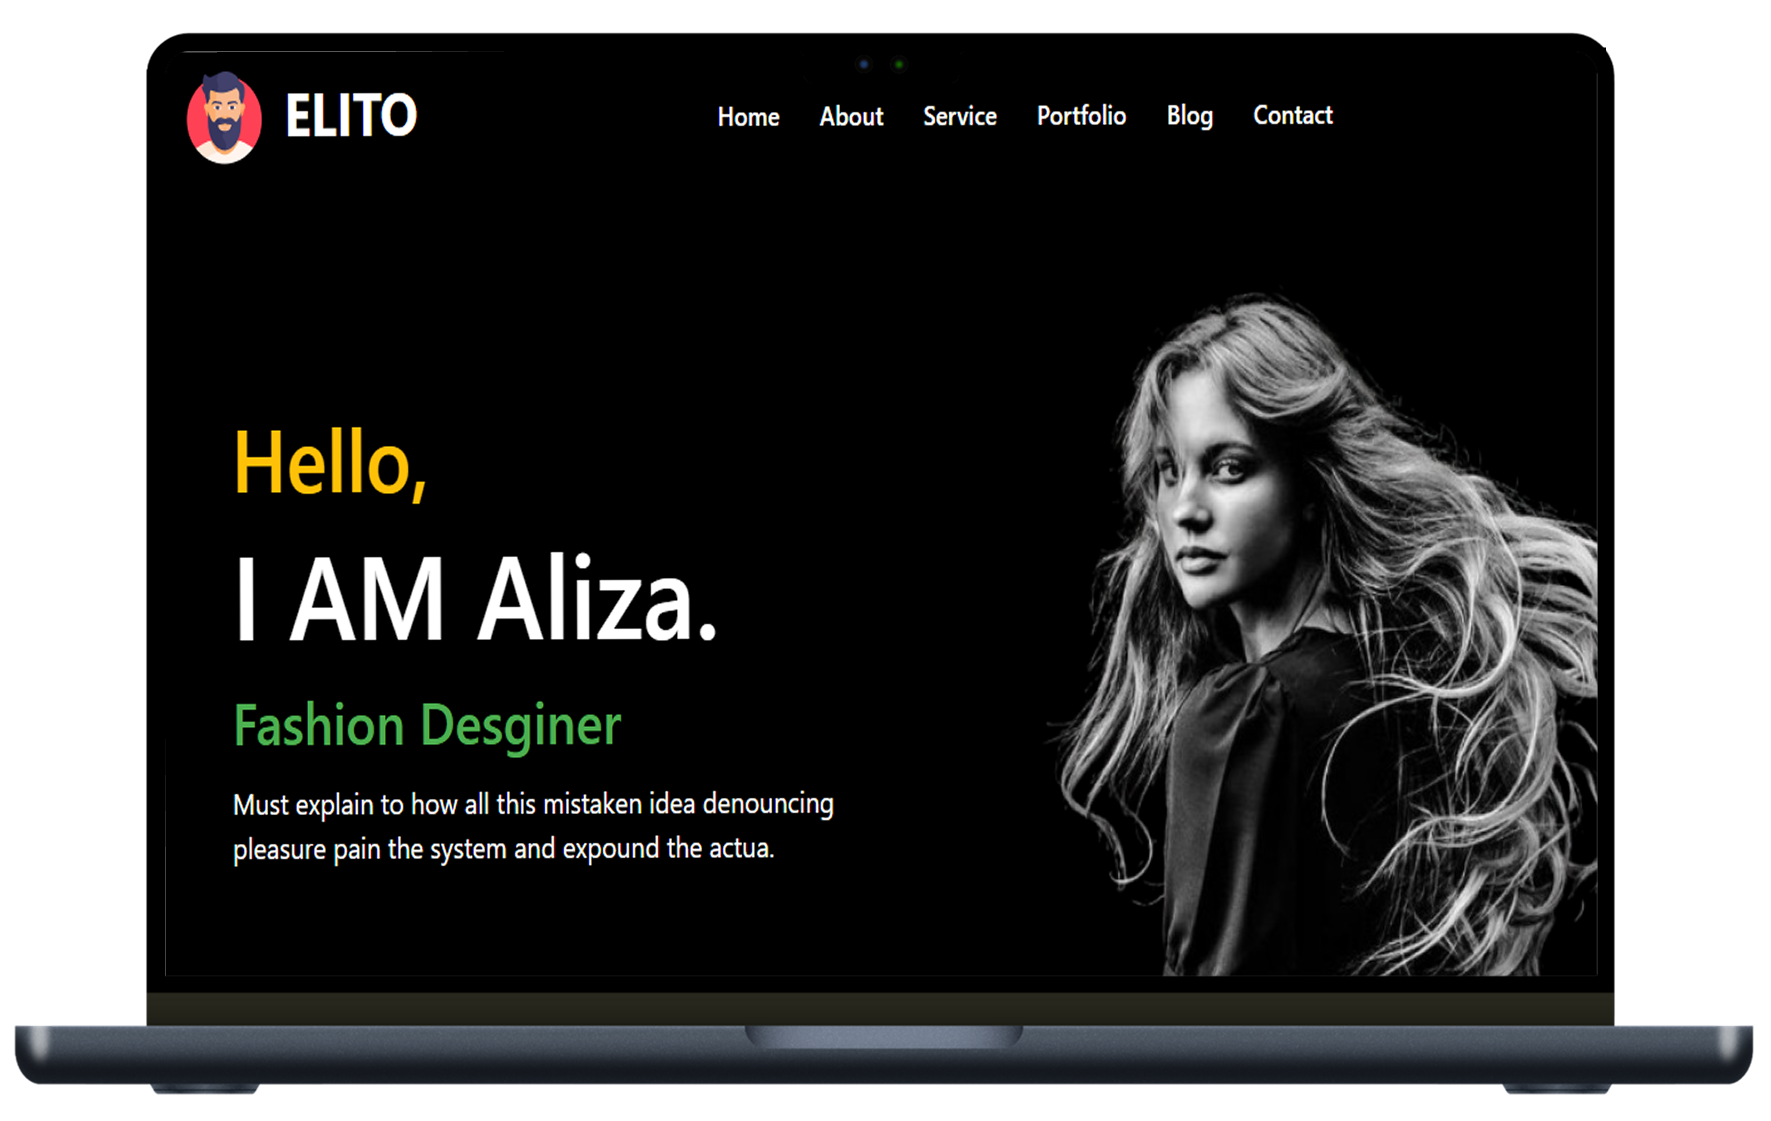 ELITO
Home About Service Portfolio Blog Contact
Hello,
I AM Aliza.
Fashion Desginer
Must explain to how all this mistaken idea denouncing
pleasure pain the system and expound the actua.